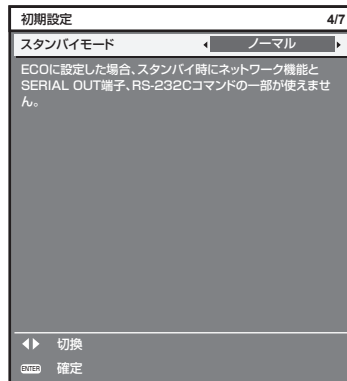 初期設定 4/7
スタンバイモード ノーマル
ECOに設定した場合、スタンバイ時にネットワーク機能と
SERIAL OUT端子、RS-232Cコマンドの一部が使えませ
ん。
切換
ENTER 確定